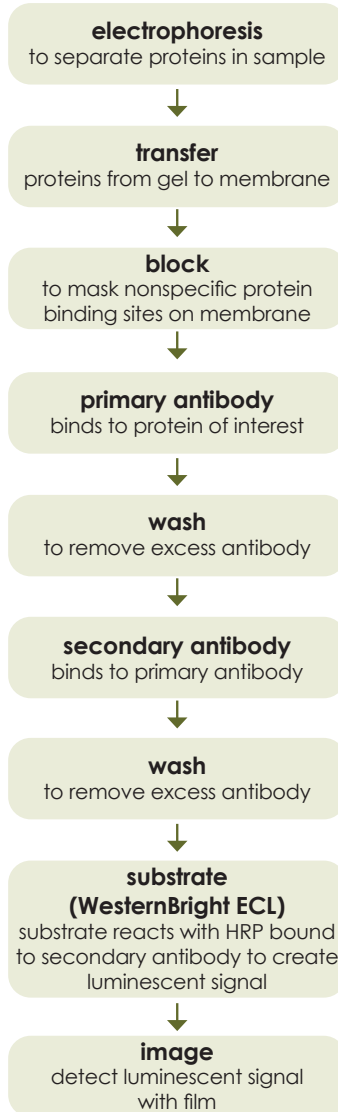 electrophoresis
to separate proteins in sample
transfer
proteins from gel to membrane
block
to mask nonspecific protein
binding sites on membrane
primary antibody
binds to protein of interest
wash
to remove excess antibody
secondary antibody
binds to primary antibody
wash
to remove excess antibody
substrate
(WesternBright ECL)
substrate reacts with HRP bound
to secondary antibody to create
luminescent signal
image
detect luminescent signal
with film